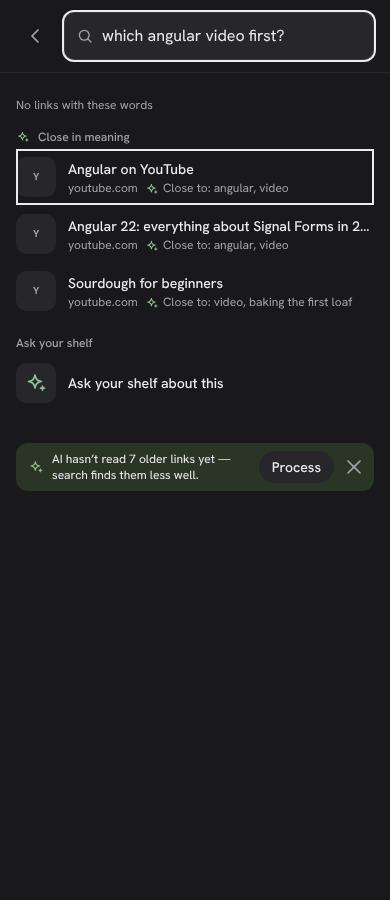 which angular video first?
No links with these words
Close in meaning
Y
Angular on YouTube
youtube.com Close to: angular, video
Y
Angular 22: everything about Signal Forms in 2...
youtube.com Close to: angular, video
Y
Sourdough for beginners
youtube.com Close to: video, baking the first loaf
Ask your shelf
Ask your shelf about this
AI hasn’t read 7 older links yet —
search finds them less well.
Process